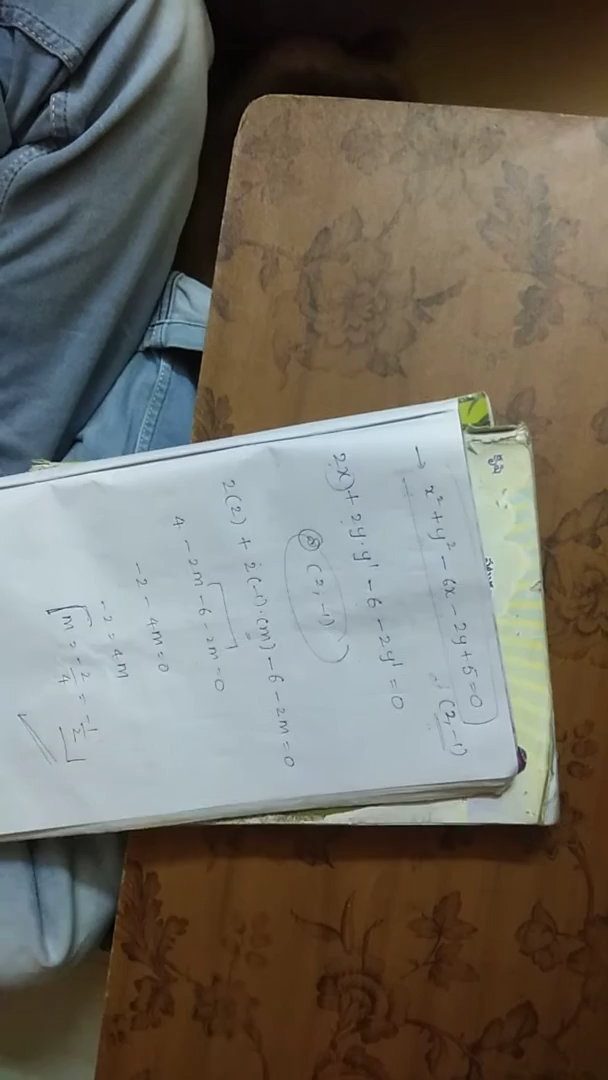 → x² + y² - 6x - 2y + 5 = 0
(2, -1)
2x + 2y·y' - 6 - 2y' = 0
@ (2, -1)
2(2) + 2(-1)·(m) - 6 - 2m = 0
4 - 2m - 6 - 2m = 0
-2 - 4m = 0
-2 = 4m
m = -2/4 = -1/2